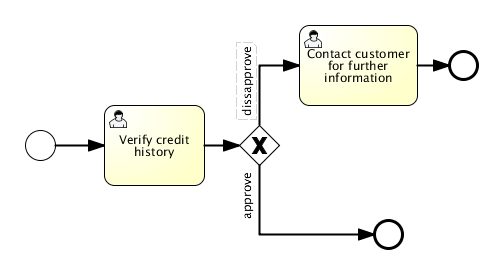 dissapprove
Contact customer
for further
information
Verify credit
history
approve